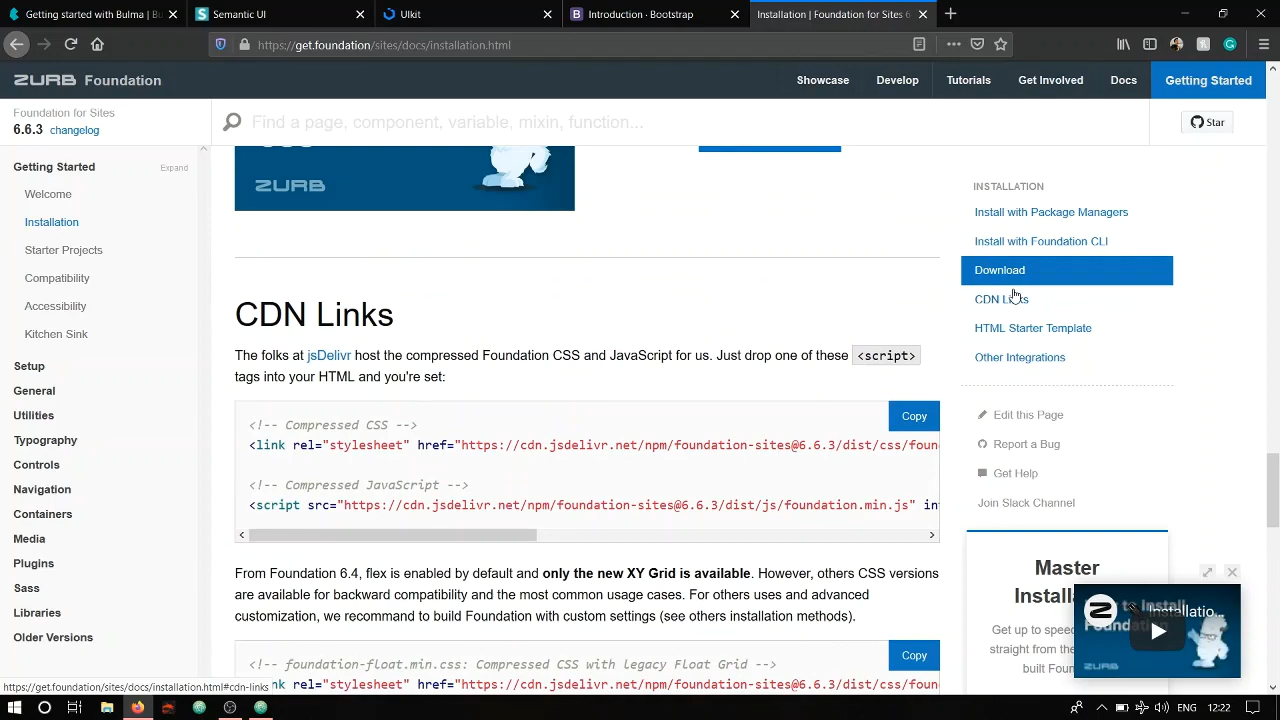 Getting started with Bulma | Bu
Semantic UI
UIkit
Introduction · Bootstrap
Installation | Foundation for Sites 6
https://get.foundation/sites/docs/installation.html
ZURB Foundation
Showcase
Develop
Tutorials
Get Involved
Docs
Getting Started
Foundation for Sites
6.6.3 changelog
Find a page, component, variable, mixin, function...
Star
Getting Started
Expand
Welcome
Installation
Starter Projects
Compatibility
Accessibility
Kitchen Sink
Setup
General
Utilities
Typography
Controls
Navigation
Containers
Media
Plugins
Sass
Libraries
Older Versions
ZURB
CDN Links
The folks at jsDelivr host the compressed Foundation CSS and JavaScript for us. Just drop one of these <script>
tags into your HTML and you're set:
Copy
<!-- Compressed CSS -->
<link rel="stylesheet" href="https://cdn.jsdelivr.net/npm/foundation-sites@6.6.3/dist/css/foun
<!-- Compressed JavaScript -->
<script src="https://cdn.jsdelivr.net/npm/foundation-sites@6.6.3/dist/js/foundation.min.js" in
From Foundation 6.4, flex is enabled by default and only the new XY Grid is available. However, others CSS versions
are available for backward compatibility and the most common usage cases. For others uses and advanced
customization, we recommand to build Foundation with custom settings (see others installation methods).
Copy
<!-- foundation-float.min.css: Compressed CSS with legacy Float Grid -->
nk rel="stylesheet" href="https://cdn.jsdelivr.net/npm/foundation-sites@6.6.3/dist/css/foun
INSTALLATION
Install with Package Managers
Install with Foundation CLI
Download
CDN Links
HTML Starter Template
Other Integrations
Edit this Page
Report a Bug
Get Help
Join Slack Channel
Master
Installa
Get up to speed
straight from the
built Foun
Installatio...
to Install
Foundation
ZURB
https://get.foundation/sites/docs/installation.html#cdn-links
ENG
12:22